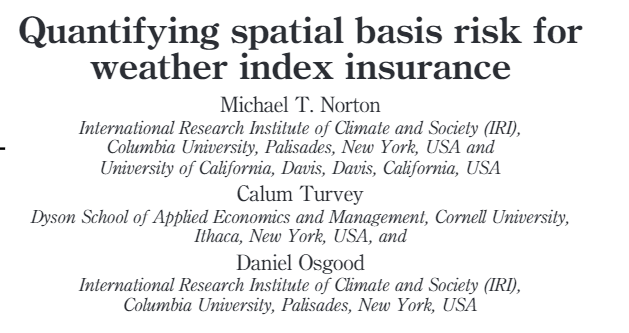 Quantifying spatial basis risk for
weather index insurance
Michael T. Norton
International Research Institute of Climate and Society (IRI),
Columbia University, Palisades, New York, USA and
University of California, Davis, Davis, California, USA
Calum Turvey
Dyson School of Applied Economics and Management, Cornell University,
Ithaca, New York, USA, and
Daniel Osgood
International Research Institute of Climate and Society (IRI),
Columbia University, Palisades, New York, USA